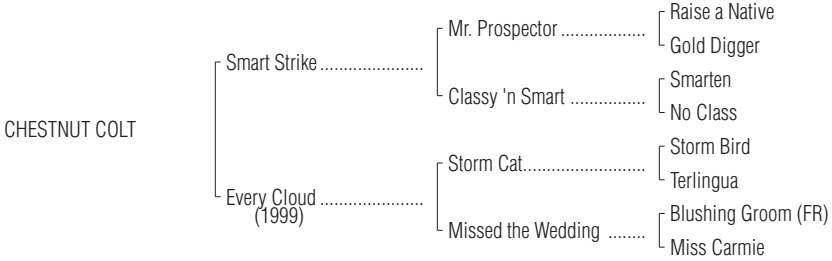 Raise a Native
Mr. Prospector ..................
Gold Digger
Smart Strike ......................
Smarten
Classy 'n Smart ................
No Class
CHESTNUT COLT
Storm Bird
Storm Cat..........................
Terlingua
Every Cloud ......................
(1999)
Blushing Groom (FR)
Missed the Wedding ........
Miss Carmie